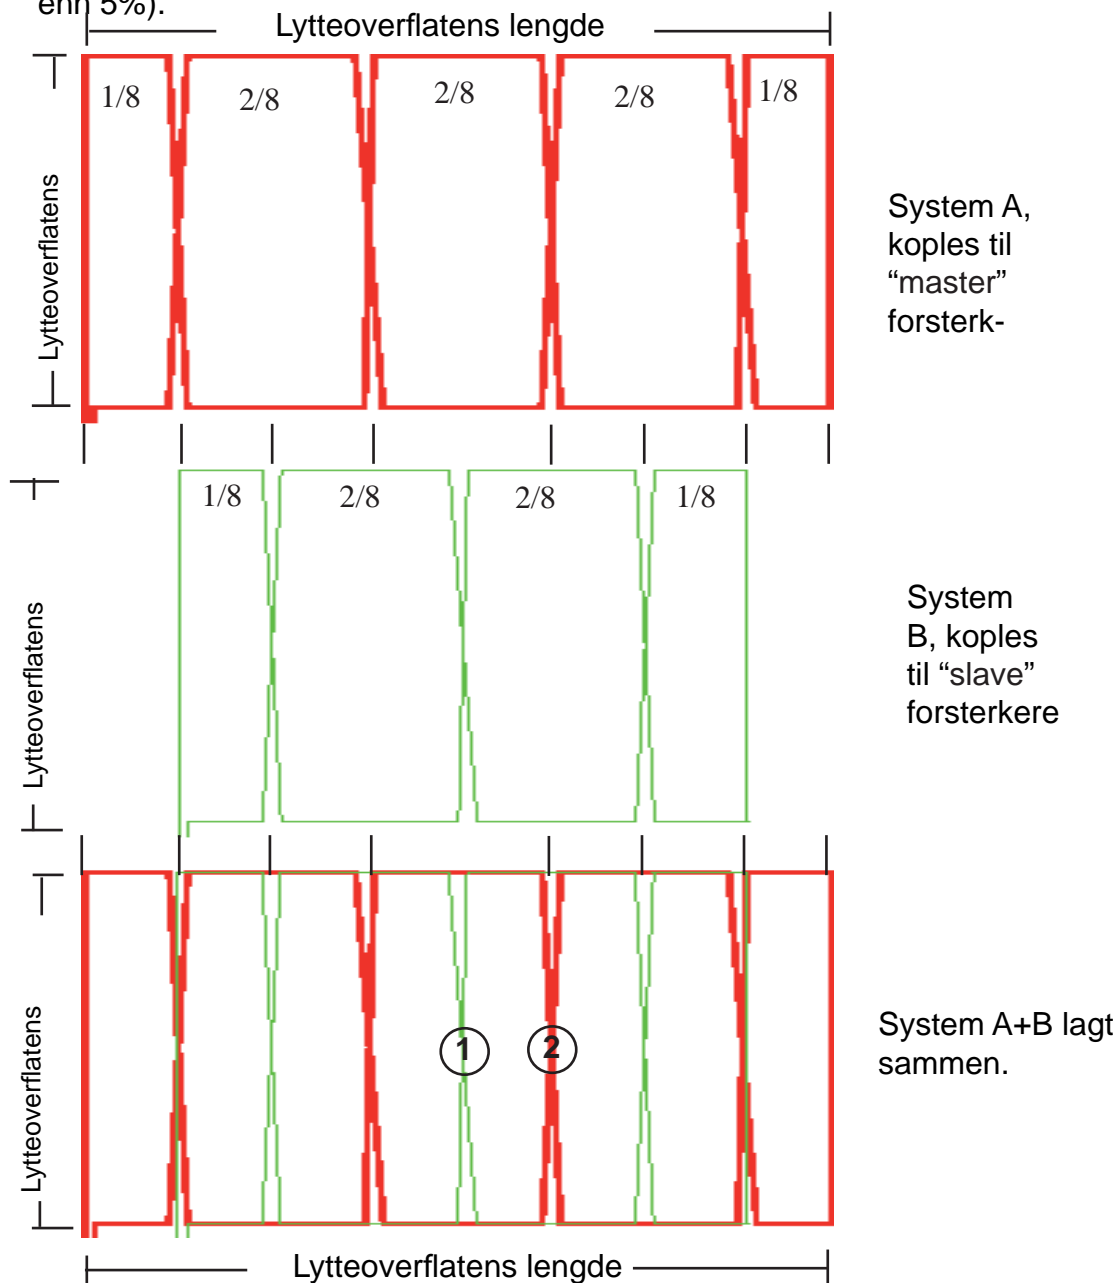 enn 5%).
Lytteoverflatens lengde
1/8 2/8 2/8 2/8 1/8
Lytteoverflatens
System A,
koples til
“master”
forsterk-
1/8 2/8 2/8 1/8
Lytteoverflatens
System
B, koples
til “slave”
forsterkere
Lytteoverflatens
1 2
System A+B lagt
sammen.
Lytteoverflatens lengde